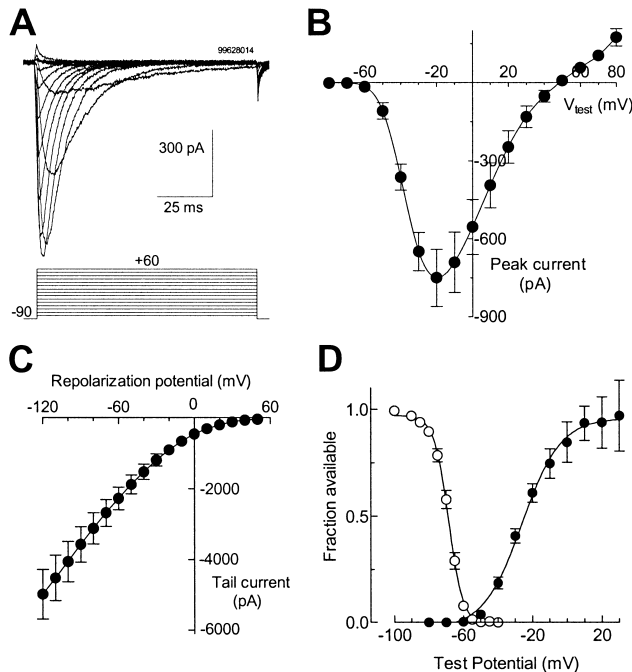 A
99628014
300 pA
25 ms
+60
-90
B
-60
-20
20
60
80
V_test (mV)
-300
-600
-900
Peak current
(pA)
C
Repolarization potential (mV)
-120
-60
0
60
-2000
-4000
-6000
Tail current
(pA)
D
Fraction available
1.0
0.5
0.0
-100
-60
-20
20
Test Potential (mV)